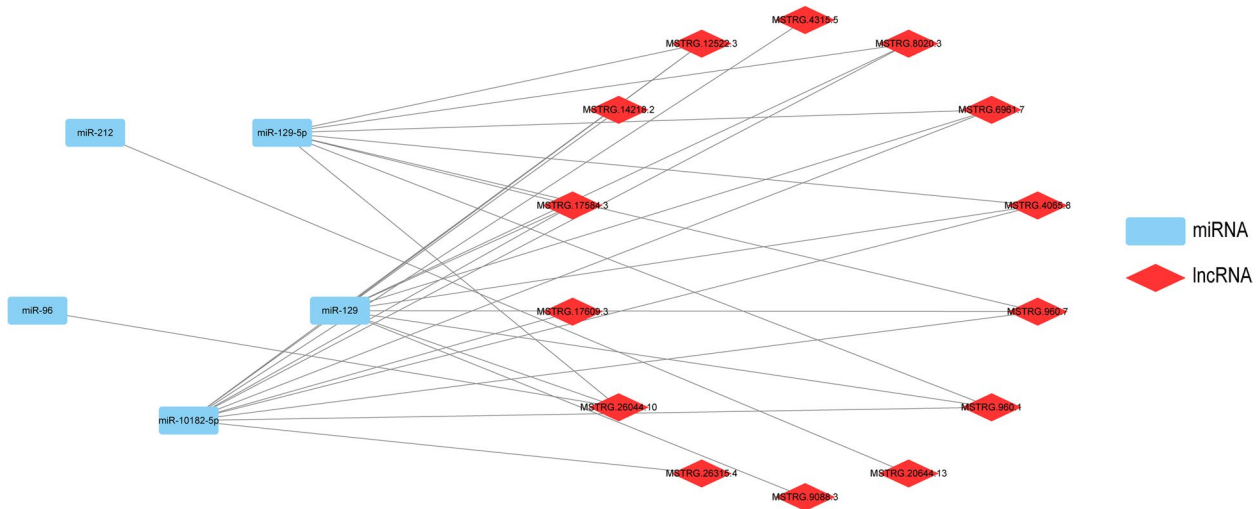 MSTRG.4315.5
MSTRG.12522.3
MSTRG.8020.3
MSTRG.14218.2
MSTRG.6961.7
miR-212
miR-129-5p
MSTRG.17584.3
MSTRG.4065.8
miRNA
lncRNA
miR-96
miR-129
MSTRG.17609.3
MSTRG.960.7
MSTRG.26044.10
MSTRG.960.1
miR-10182-5p
MSTRG.26315.4
MSTRG.20644.13
MSTRG.9088.3